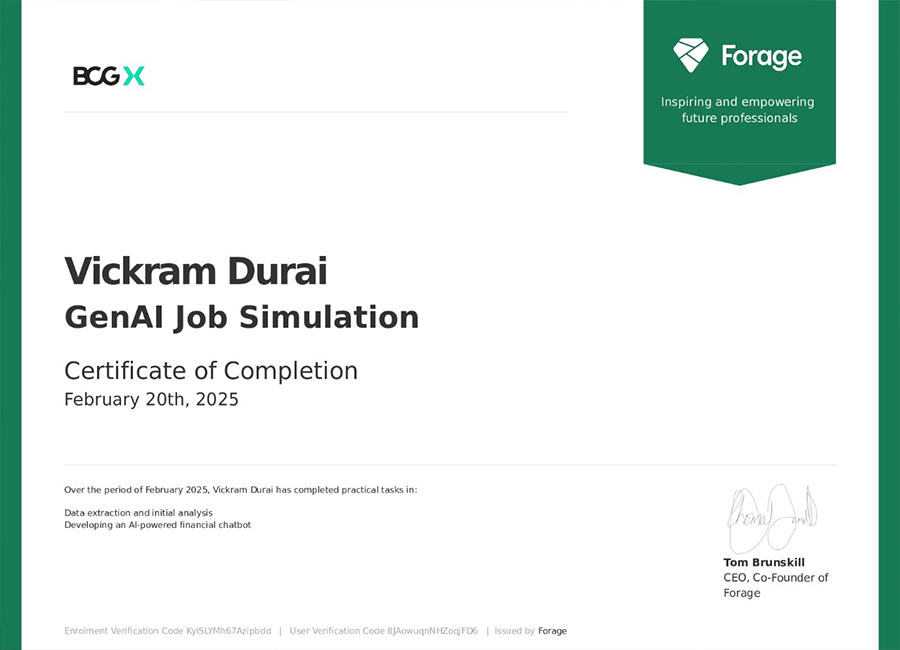 BCG X
Forage
Inspiring and empowering
future professionals
Vickram Durai
GenAI Job Simulation
Certificate of Completion
February 20th, 2025
Over the period of February 2025, Vickram Durai has completed practical tasks in:
Data extraction and initial analysis
Developing an AI-powered financial chatbot
Tom Brunskill
CEO, Co-Founder of
Forage
Enrolment Verification Code KyiSLYMh67Azipbdd | User Verification Code 8JAowuqnNHZoqjFD6 | Issued by Forage